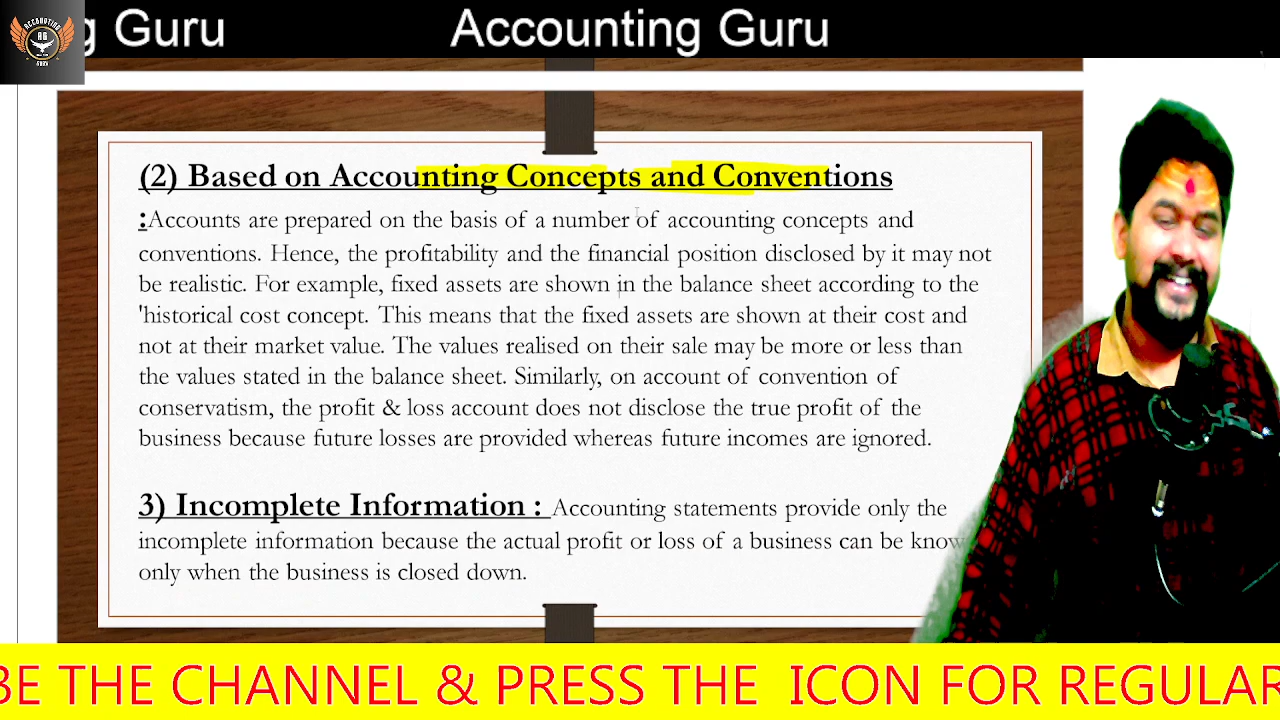 g Guru
Accounting Guru
(2) Based on Accounting Concepts and Conventions
:Accounts are prepared on the basis of a number of accounting concepts and
conventions. Hence, the profitability and the financial position disclosed by it may not
be realistic. For example, fixed assets are shown in the balance sheet according to the
'historical cost concept. This means that the fixed assets are shown at their cost and
not at their market value. The values realised on their sale may be more or less than
the values stated in the balance sheet. Similarly, on account of convention of
conservatism, the profit & loss account does not disclose the true profit of the
business because future losses are provided whereas future incomes are ignored.
3) Incomplete Information : Accounting statements provide only the
incomplete information because the actual profit or loss of a business can be know
only when the business is closed down.
BE THE CHANNEL & PRESS THE ICON FOR REGULAR
ACCOUNTING
AG
GURU